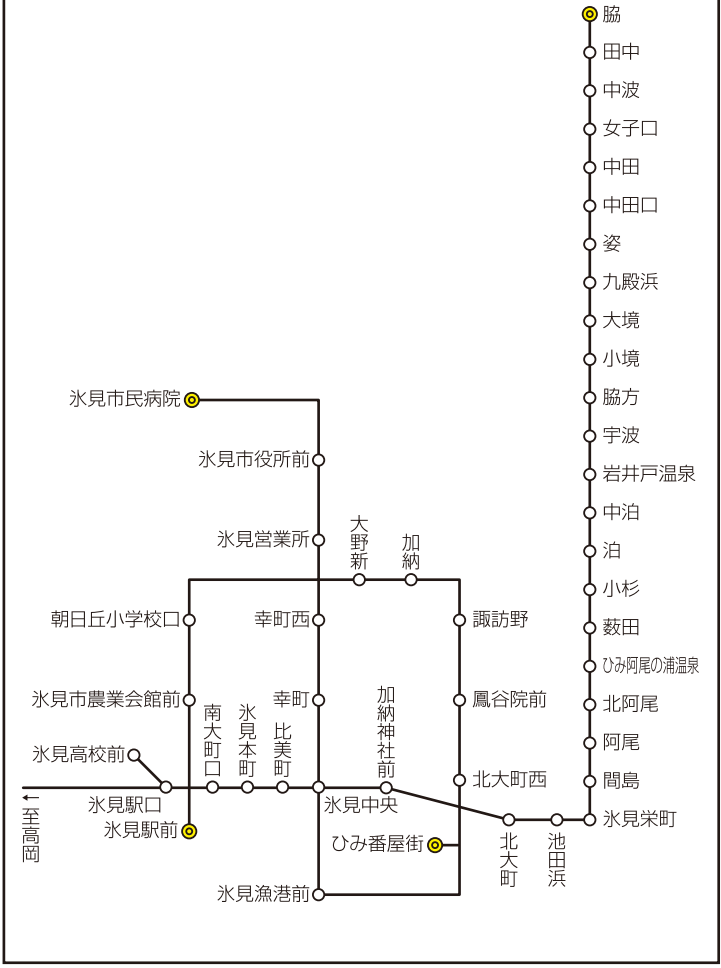 脇
田中
中波
女子口
中田
中田口
姿
九殿浜
大境
小境
脇方
宇波
岩井戸温泉
中泊
泊
小杉
薮田
ひみ阿尾の浦温泉
北阿尾
阿尾
間島
氷見栄町
池田浜
北大町
氷見市民病院
氷見市役所前
氷見営業所
大野新
加納
朝日丘小学校口
幸町西
諏訪野
氷見市農業会館前
幸町
鳳谷院前
南大町口
氷見本町
比美町
加納神社前
氷見高校前
北大町西
氷見駅口
氷見中央
←至高岡
氷見駅前
ひみ番屋街
氷見漁港前